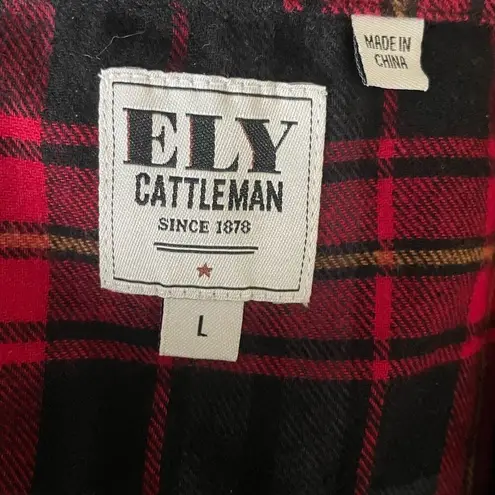 MADE IN
CHINA
ELY
CATTLEMAN
SINCE 1878
L